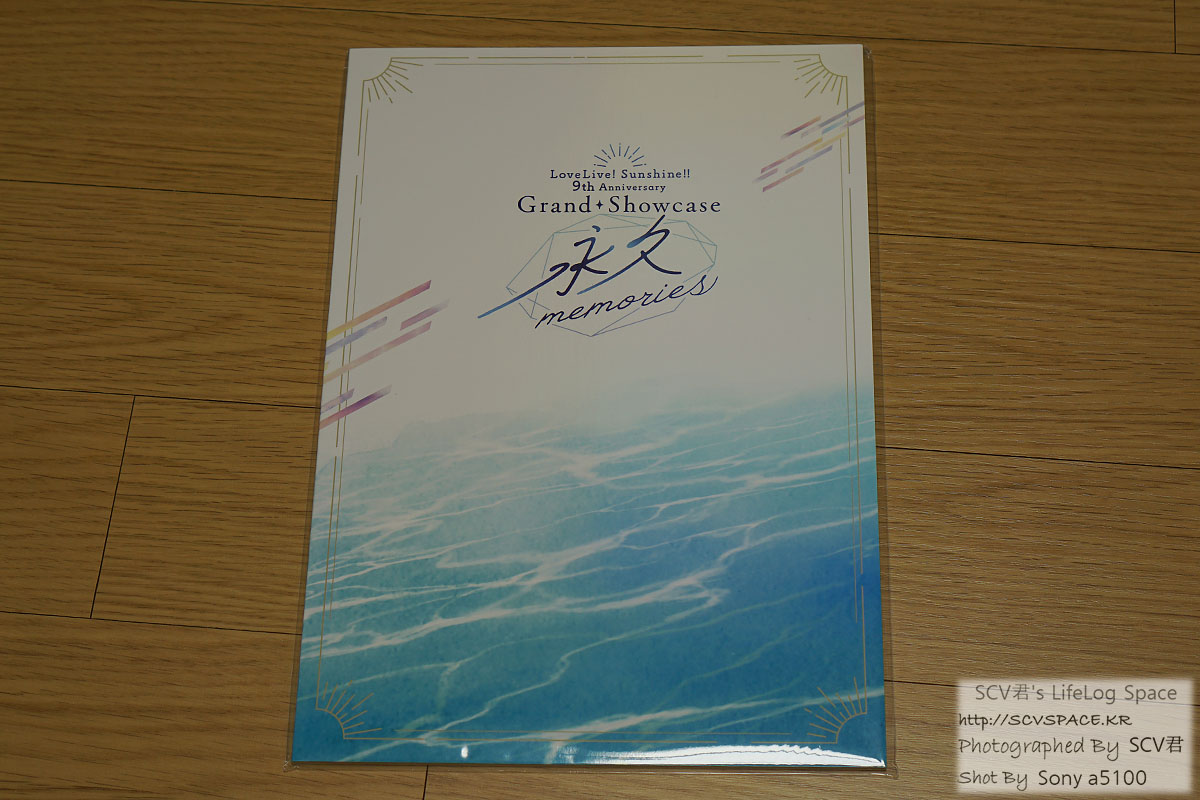 LoveLive! Sunshine!!
9th Anniversary
Grand✦Showcase
永久
memories
SCV君's LifeLog Space
http://SCVSPACE.KR
Photographed By SCV君
Shot By Sony a5100